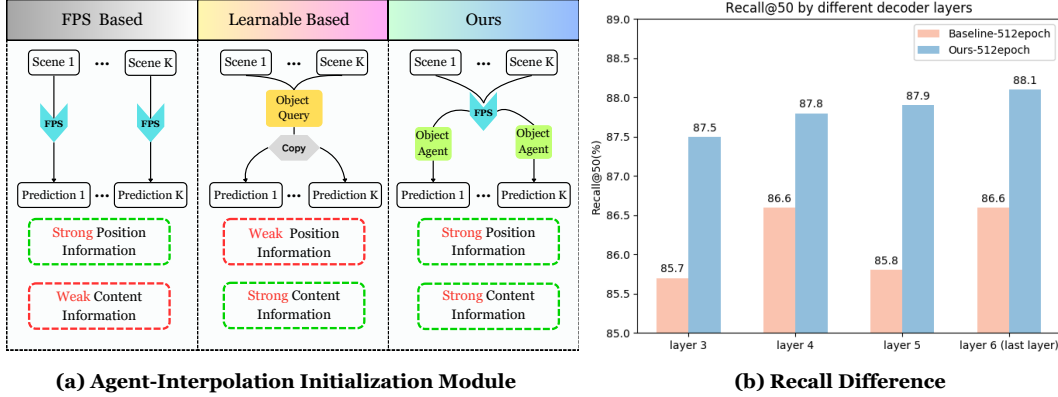 FPS Based
Learnable Based
Ours
Scene 1 ... Scene K
FPS
FPS
Prediction 1 ... Prediction K
Strong Position
Information
Weak Content
Information
Scene 1 ... Scene K
Object
Query
Copy
Prediction 1 ... Prediction K
Weak Position
Information
Strong Content
Information
Scene 1 ... Scene K
FPS
Object
Agent
Object
Agent
Prediction 1 ... Prediction K
Strong Position
Information
Strong Content
Information
(a) Agent-Interpolation Initialization Module
Recall@50 by different decoder layers
Baseline-512epoch
Ours-512epoch
Recall@50(%)
89.0
88.5
88.0
87.5
87.0
86.5
86.0
85.5
85.0
85.7
87.5
86.6
87.8
85.8
87.9
86.6
88.1
layer 3
layer 4
layer 5
layer 6 (last layer)
(b) Recall Difference